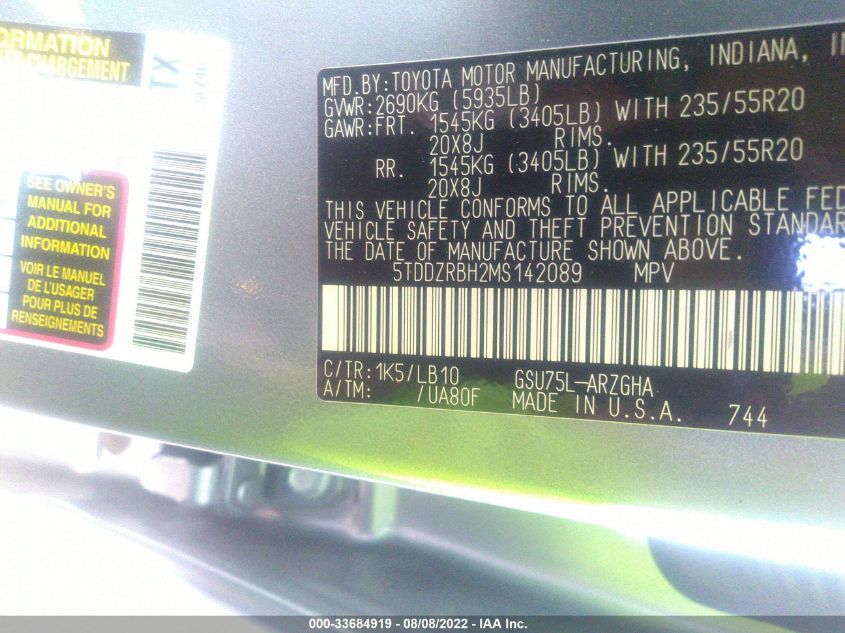 ORMATION
CHARGEMENT
TX
SEE OWNER'S
MANUAL FOR
ADDITIONAL
INFORMATION
VOIR LE MANUEL
DE L'USAGER
POUR PLUS DE
RENSEIGNEMENTS
MFD.BY:TOYOTA MOTOR MANUFACTURING, INDIANA, IN
GVWR:2690KG (5935LB)
GAWR:FRT. 1545KG (3405LB) WITH 235/55R20
20X8J RIMS.
RR. 1545KG (3405LB) WITH 235/55R20
20X8J RIMS.
THIS VEHICLE CONFORMS TO ALL APPLICABLE FED
VEHICLE SAFETY AND THEFT PREVENTION STANDAR
THE DATE OF MANUFACTURE SHOWN ABOVE.
5TDDZRBH2MS142089 MPV
C/TR:1K5/LB10 GSU75L-ARZGHA
A/TM: /UA80F MADE IN U.S.A. 744
000-33684919 - 08/08/2022 - IAA Inc.